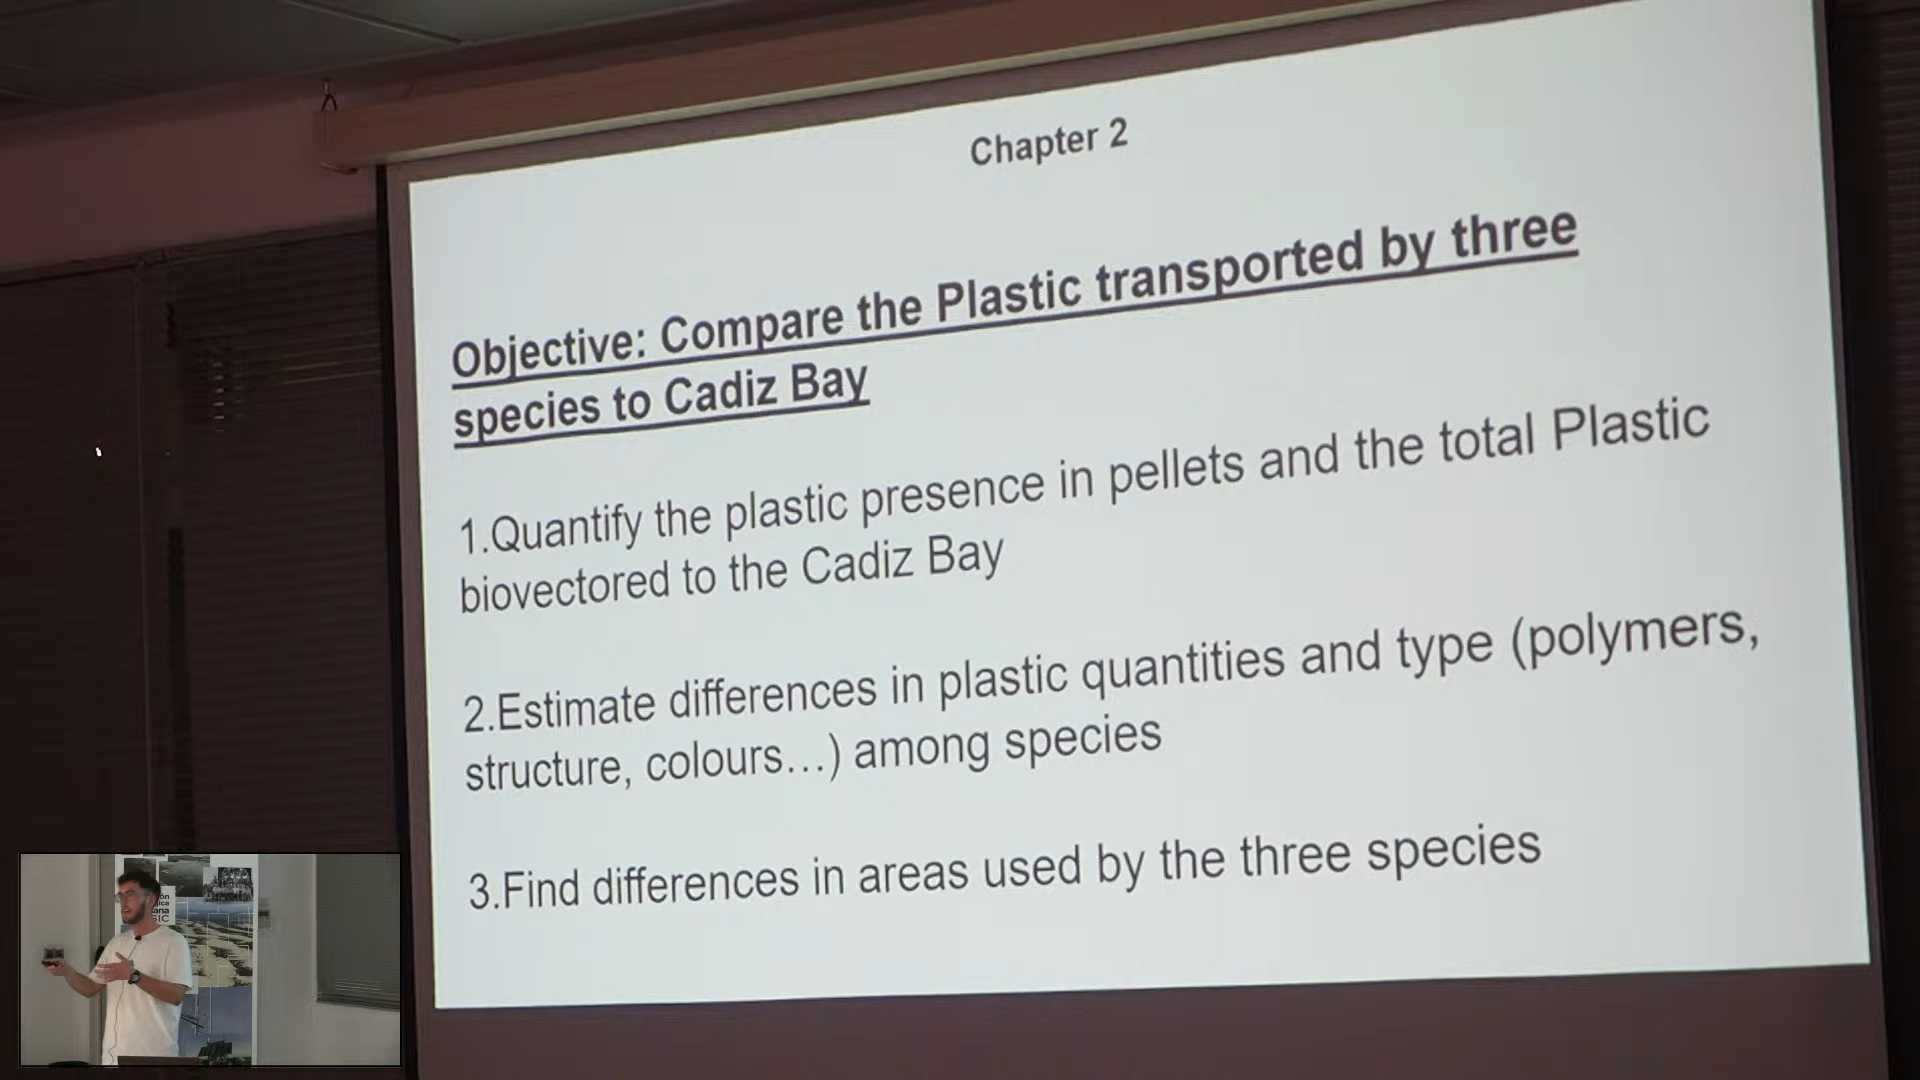 Chapter 2
Objective: Compare the Plastic transported by three
species to Cadiz Bay
1.Quantify the plastic presence in pellets and the total Plastic
biovectored to the Cadiz Bay
2.Estimate differences in plastic quantities and type (polymers,
structure, colours...) among species
3.Find differences in areas used by the three species